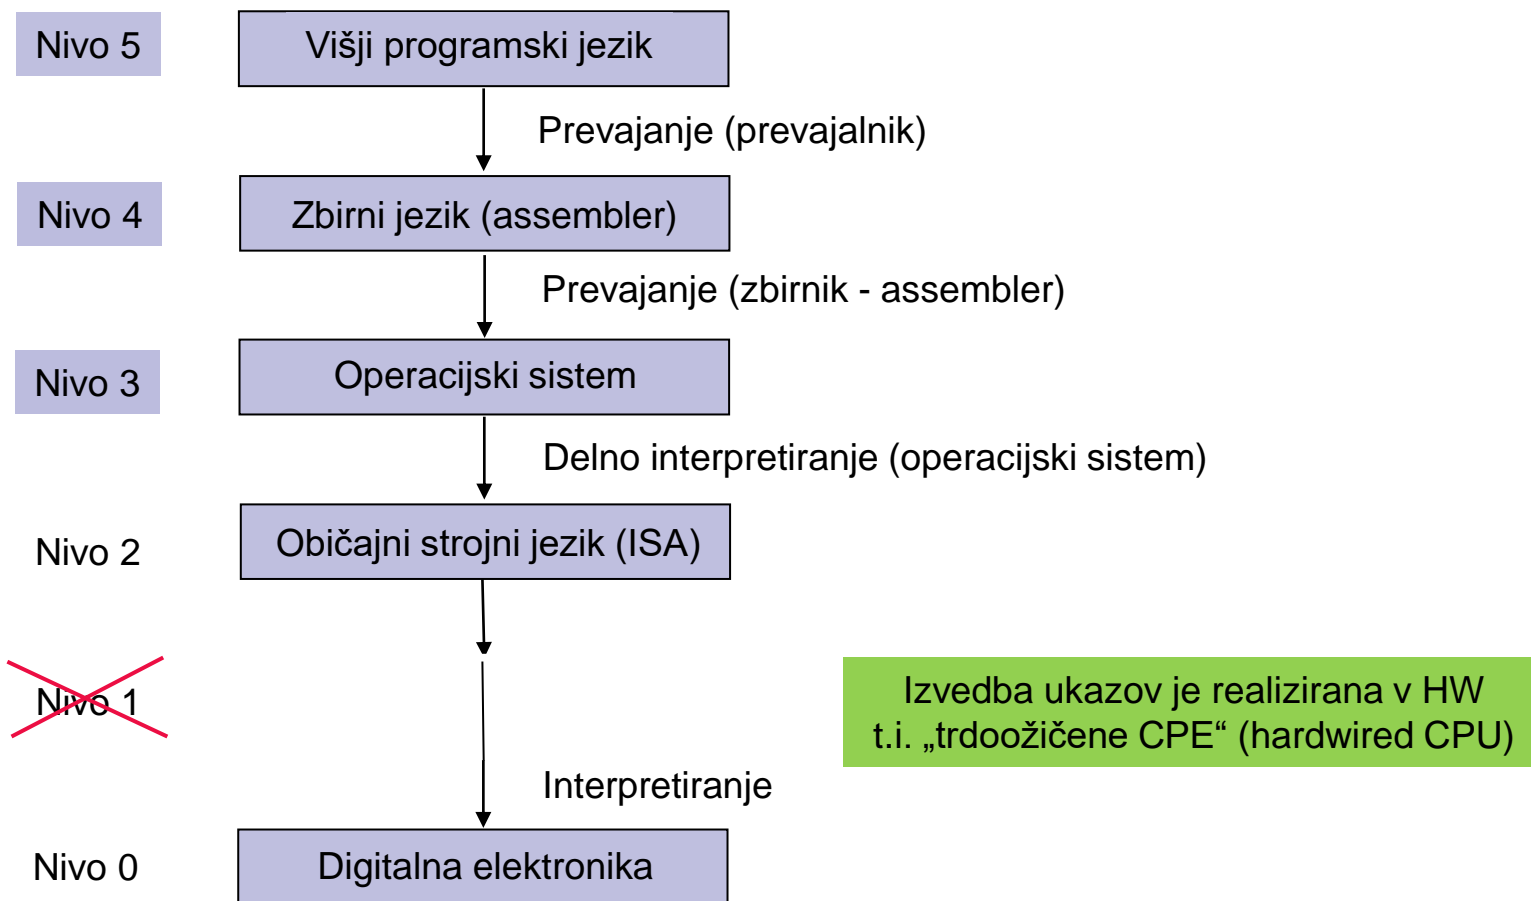 Nivo 5
Višji programski jezik
Prevajanje (prevajalnik)
Nivo 4
Zbirni jezik (assembler)
Prevajanje (zbirnik - assembler)
Nivo 3
Operacijski sistem
Delno interpretiranje (operacijski sistem)
Nivo 2
Običajni strojni jezik (ISA)
Nivo 1
Izvedba ukazov je realizirana v HW
t.i. „trdoožičene CPE“ (hardwired CPU)
Interpretiranje
Nivo 0
Digitalna elektronika